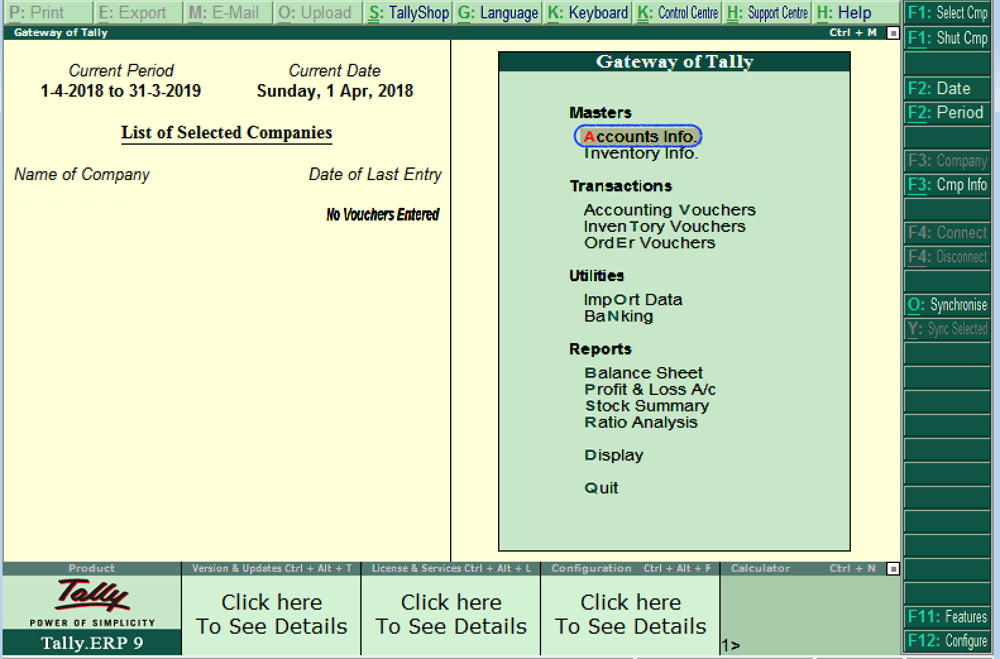 P: Print E: Export M: E-Mail O: Upload S: TallyShop G: Language K: Keyboard K: Control Centre H: Support Centre H: Help
Gateway of Tally Ctrl + M
Current Period Current Date
1-4-2018 to 31-3-2019 Sunday, 1 Apr, 2018
List of Selected Companies
Name of Company Date of Last Entry
No Vouchers Entered
Gateway of Tally
Masters
Accounts Info.
Inventory Info.
Transactions
Accounting Vouchers
InvenTory Vouchers
OrdEr Vouchers
Utilities
ImpOrt Data
BaNking
Reports
Balance Sheet
Profit & Loss A/c
Stock Summary
Ratio Analysis
Display
Quit
F1: Select Cmp
F1: Shut Cmp
F2: Date
F2: Period
F3: Company
F3: Cmp Info
F4: Connect
F4: Disconnect
O: Synchronise
Y: Sync Selected
F11: Features
F12: Configure
Product Version & Updates Ctrl + Alt + T License & Services Ctrl + Alt + L Configuration Ctrl + Alt + F Calculator Ctrl + N
Tally
POWER OF SIMPLICITY
Tally.ERP 9
Click here
To See Details
Click here
To See Details
Click here
To See Details
1>